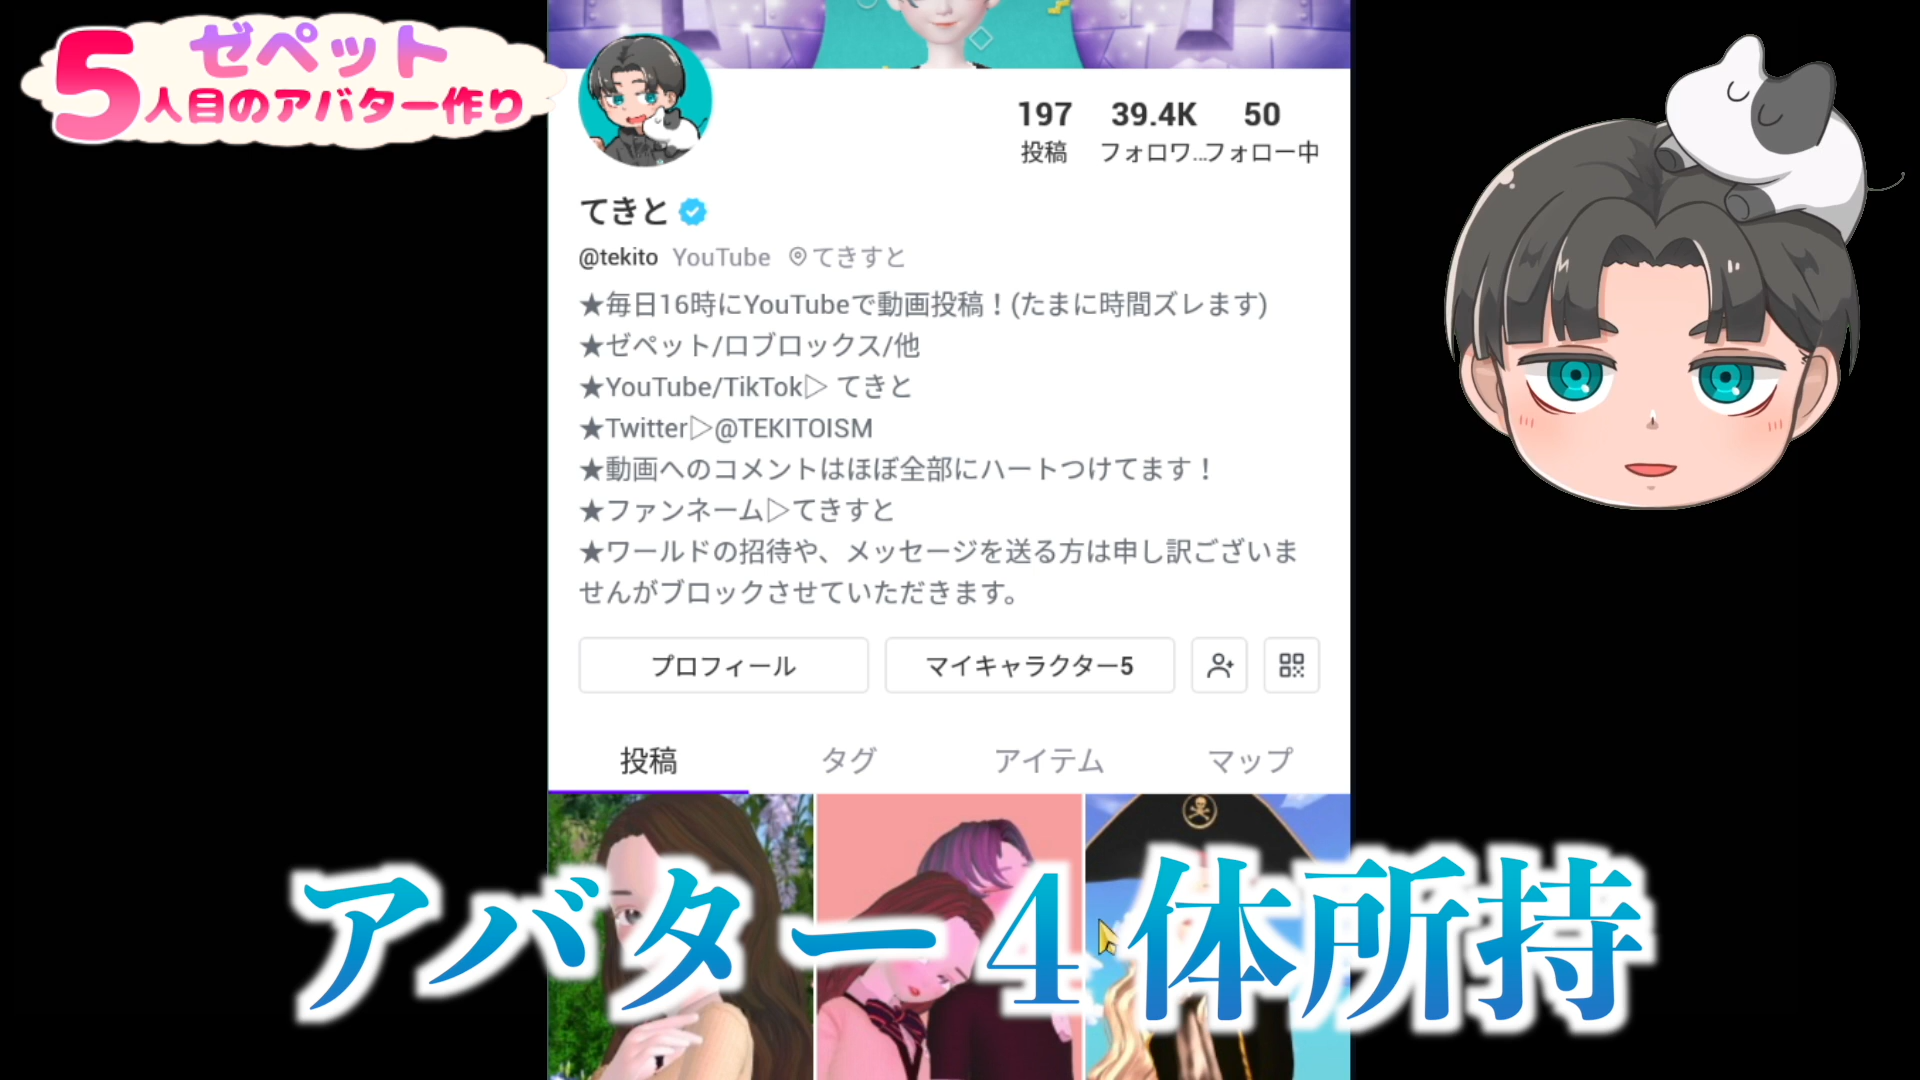 ゼペット
5人目のアバター作り
197 39.4K 50
投稿 フォロワ...フォロー中
てきと
@tekito YouTube てきすと
★毎日16時にYouTubeで動画投稿！(たまに時間ズレます)
★ゼペット/ロブロックス/他
★YouTube/TikTok▷ てきと
★Twitter▷@TEKITOISM
★動画へのコメントはほぼ全部にハートつけてます！
★ファンネーム▷てきすと
★ワールドの招待や、メッセージを送る方は申し訳ございま
せんがブロックさせていただきます。
プロフィール マイキャラクター5
投稿 タグ アイテム マップ
アバター４体所持